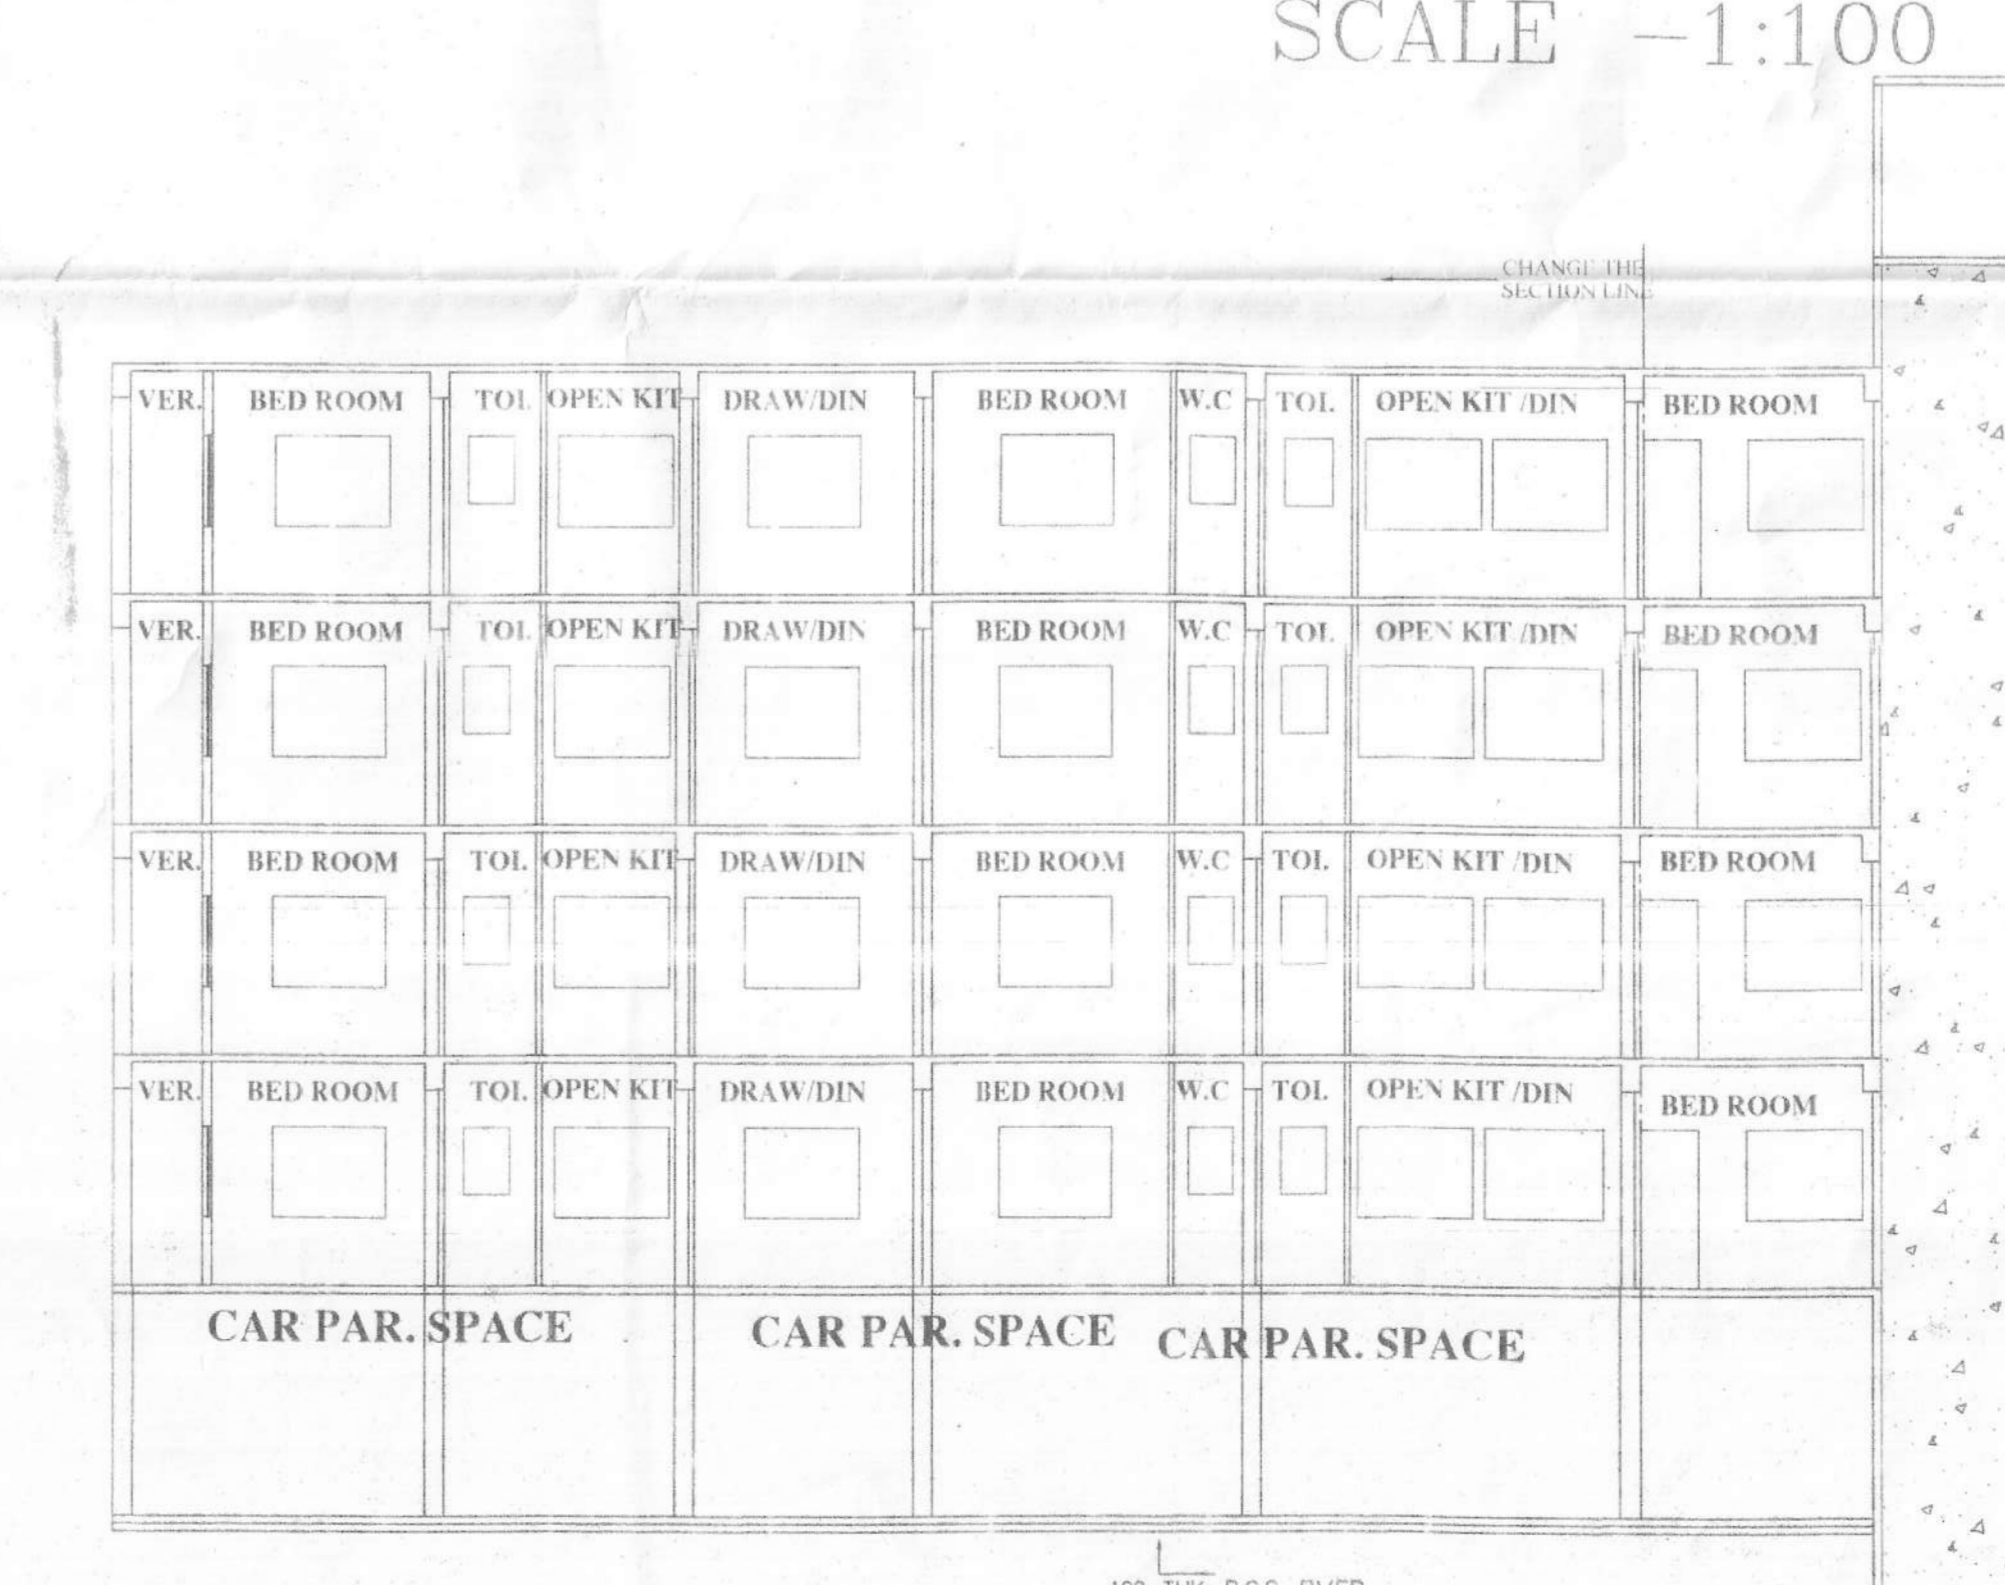 SCALE -1:100
CHANGE THE
SECTION LINE
VER. BED ROOM TOI. OPEN KIT DRAW/DIN BED ROOM W.C TOI. OPEN KIT /DIN BED ROOM
VER. BED ROOM TOI. OPEN KIT DRAW/DIN BED ROOM W.C TOI. OPEN KIT /DIN BED ROOM
VER. BED ROOM TOI. OPEN KIT DRAW/DIN BED ROOM W.C TOI. OPEN KIT /DIN BED ROOM
VER. BED ROOM TOI. OPEN KIT DRAW/DIN BED ROOM W.C TOI. OPEN KIT /DIN BED ROOM
CAR PAR. SPACE CAR PAR. SPACE CAR PAR. SPACE